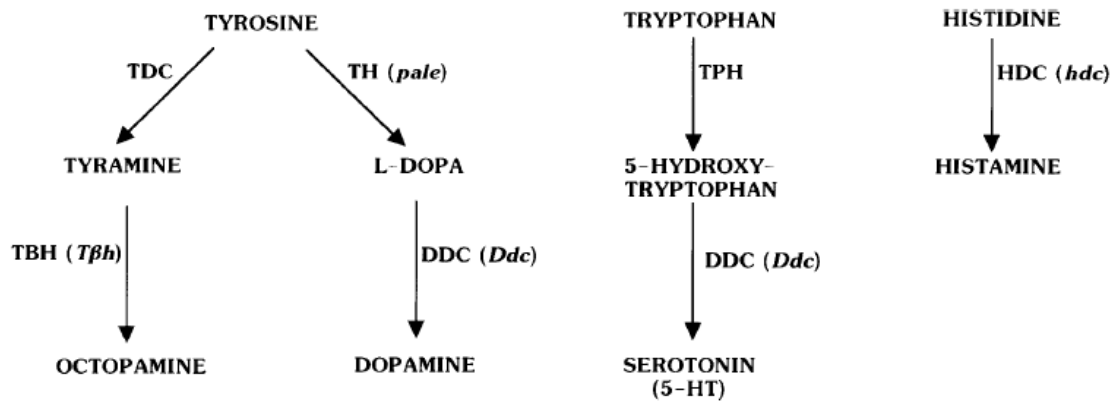 TYROSINE
TRYPTOPHAN
HISTIDINE
TDC
TH (pale)
TPH
HDC (hdc)
TYRAMINE
L-DOPA
5-HYDROXY-
TRYPTOPHAN
HISTAMINE
TBH (Tβh)
DDC (Ddc)
DDC (Ddc)
OCTOPAMINE
DOPAMINE
SEROTONIN
(5-HT)